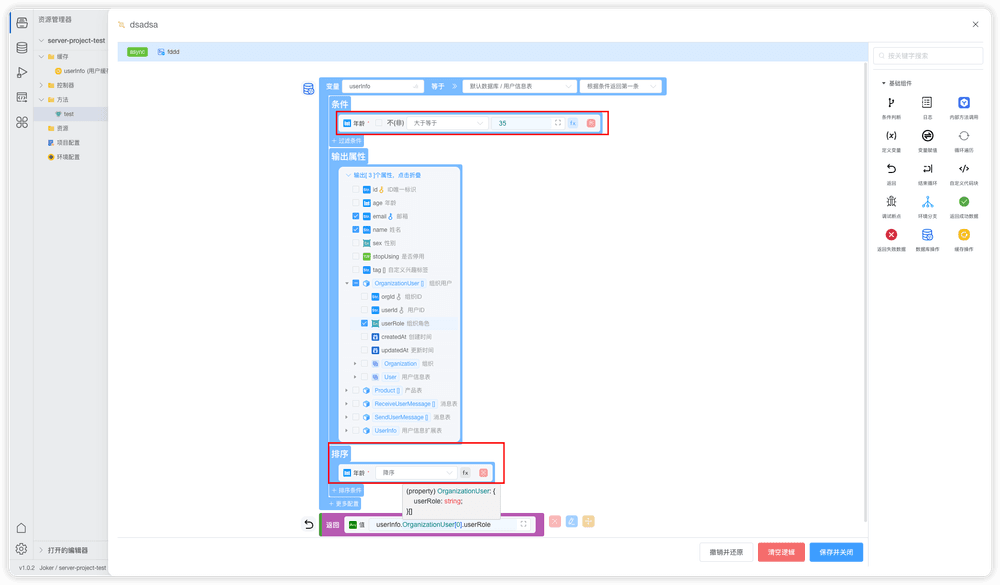 资源管理器
server-project-test
缓存
userInfo (用户缓存
控制器
方法
test
资源
项目配置
环境配置
打开的编辑器
v1.0.2 Joker / server-project-test
dsadsa
async fddd
变量 userInfo 等于 默认数据库 / 用户信息表 根据条件返回第一条
条件
年龄 * 不(非) 大于等于 35 fx
+ 过滤条件
输出属性
输出[ 3 ]个属性，点击折叠
id ID唯一标识
age 年龄
email 邮箱
name 姓名
sex 性别
stopUsing 是否停用
tag [] 自定义兴趣标签
OrganizationUser [] 组织用户
orgId 组织ID
userId 用户ID
userRole 组织角色
createdAt 创建时间
updatedAt 更新时间
Organization 组织
User 用户信息表
Product [] 产品表
ReceiveUserMessage [] 消息表
SendUserMessage [] 消息表
UserInfo 用户信息扩展表
排序
年龄 * 降序 fx
+ 排序条件
+ 更多配置
(property) OrganizationUser: {
userRole: string;
}[]
返回 值 userInfo.OrganizationUser[0].userRole
撤销并还原 清空逻辑 保存并关闭
按关键字搜索
基础组件
条件判断 日志 内部方法调用
定义变量 变量赋值 循环遍历
返回 结束循环 自定义代码块
调试断点 环境分支 返回成功数据
返回失败数据 数据库操作 缓存操作